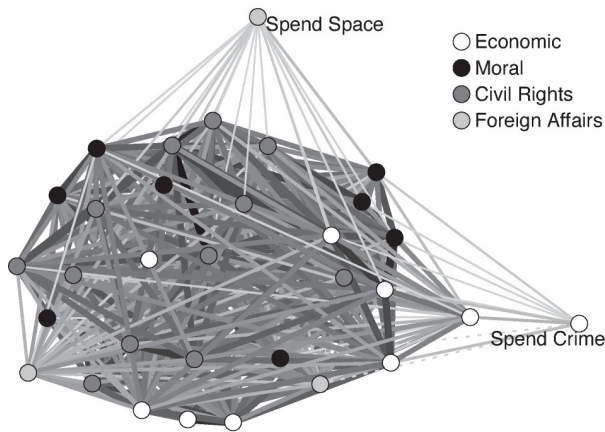 Spend Space
Economic
Moral
Civil Rights
Foreign Affairs
Spend Crime